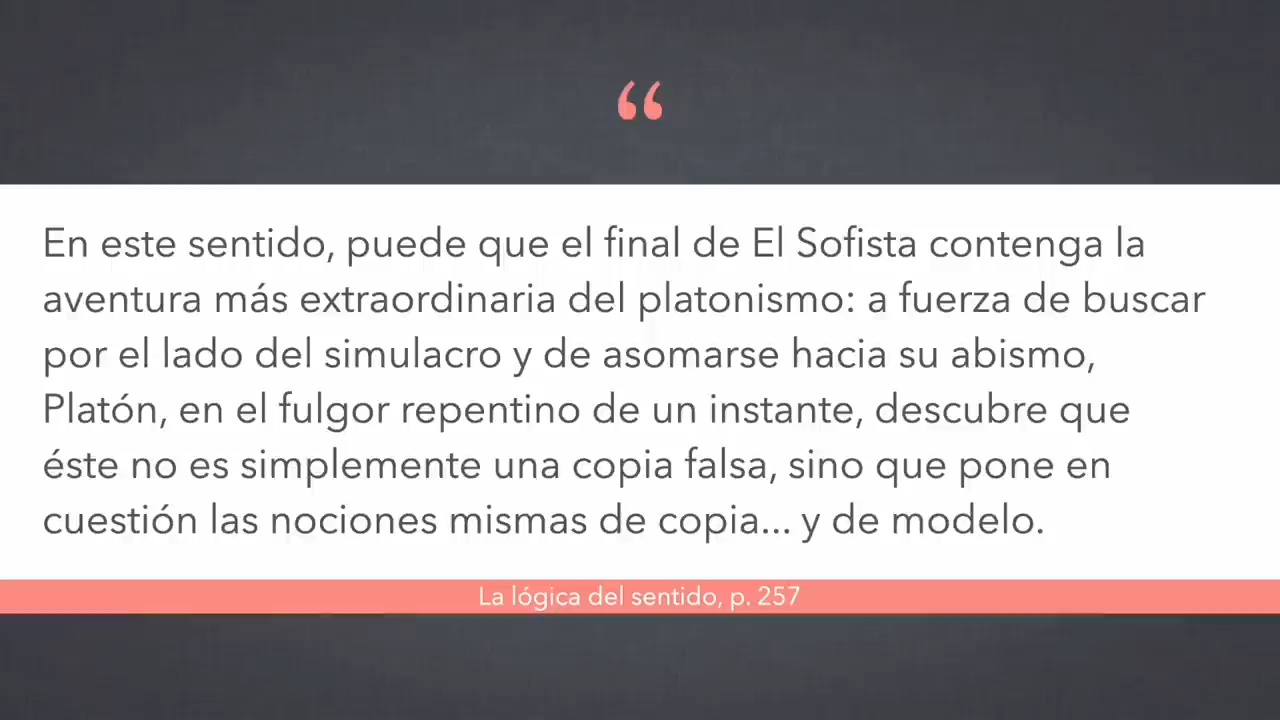 “
En este sentido, puede que el final de El Sofista contenga la
aventura más extraordinaria del platonismo: a fuerza de buscar
por el lado del simulacro y de asomarse hacia su abismo,
Platón, en el fulgor repentino de un instante, descubre que
éste no es simplemente una copia falsa, sino que pone en
cuestión las nociones mismas de copia... y de modelo.
La lógica del sentido, p. 257